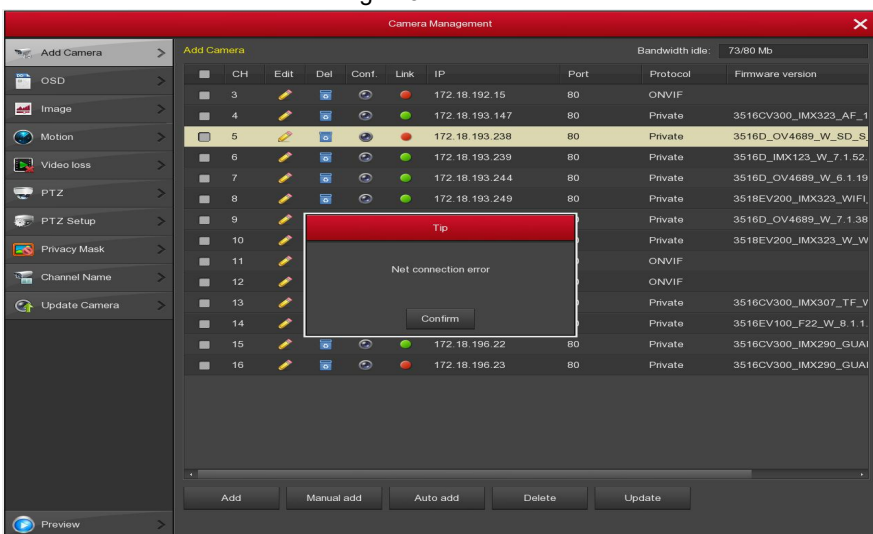 Camera Management
Add Camera
OSD
Image
Motion
Video loss
PTZ
PTZ Setup
Privacy Mask
Channel Name
Update Camera
Preview
Add Camera Bandwidth idle: 73/80 Mb
CH Edit Del Conf. Link IP Port Protocol Firmware version
3 172.18.192.15 80 ONVIF
4 172.18.193.147 80 Private 3516CV300_IMX323_AF_1
5 172.18.193.238 80 Private 3516D_OV4689_W_SD_S_
6 172.18.193.239 80 Private 3516D_IMX123_W_7.1.52.
7 172.18.193.244 80 Private 3516D_OV4689_W_6.1.19
8 172.18.193.249 80 Private 3518EV200_IMX323_WIFI_
9 Private 3516D_OV4689_W_7.1.38
10 Private 3518EV200_IMX323_W_W
11 ONVIF
12 ONVIF
13 Private 3516CV300_IMX307_TF_V
14 Private 3516EV100_F22_W_8.1.1.
15 172.18.196.22 80 Private 3516CV300_IMX290_GUAI
16 172.18.196.23 80 Private 3516CV300_IMX290_GUAI
Tip
Net connection error
Confirm
Add Manual add Auto add Delete Update